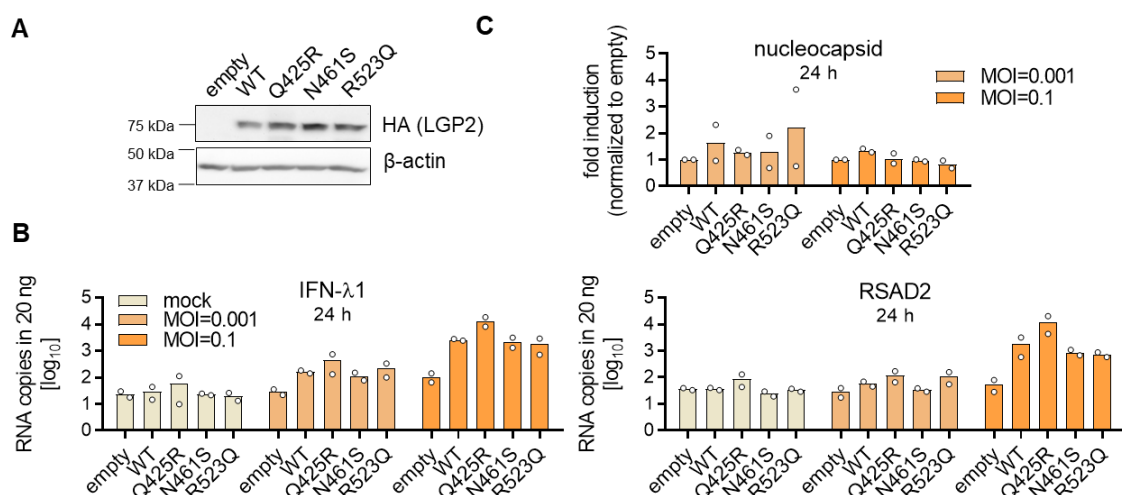 A
empty
WT
Q425R
N461S
R523Q
75 kDa
HA (LGP2)
50 kDa
β-actin
37 kDa
C
nucleocapsid
24 h
MOI=0.001
MOI=0.1
fold induction
(normalized to empty)
5
4
3
2
1
0
empty
WT
Q425R
N461S
R523Q
empty
WT
Q425R
N461S
R523Q
B
IFN-λ1
24 h
mock
MOI=0.001
MOI=0.1
RNA copies in 20 ng
[log10]
5
4
3
2
1
0
empty
WT
Q425R
N461S
R523Q
empty
WT
Q425R
N461S
R523Q
empty
WT
Q425R
N461S
R523Q
RSAD2
24 h
RNA copies in 20 ng
[log10]
5
4
3
2
1
0
empty
WT
Q425R
N461S
R523Q
empty
WT
Q425R
N461S
R523Q
empty
WT
Q425R
N461S
R523Q